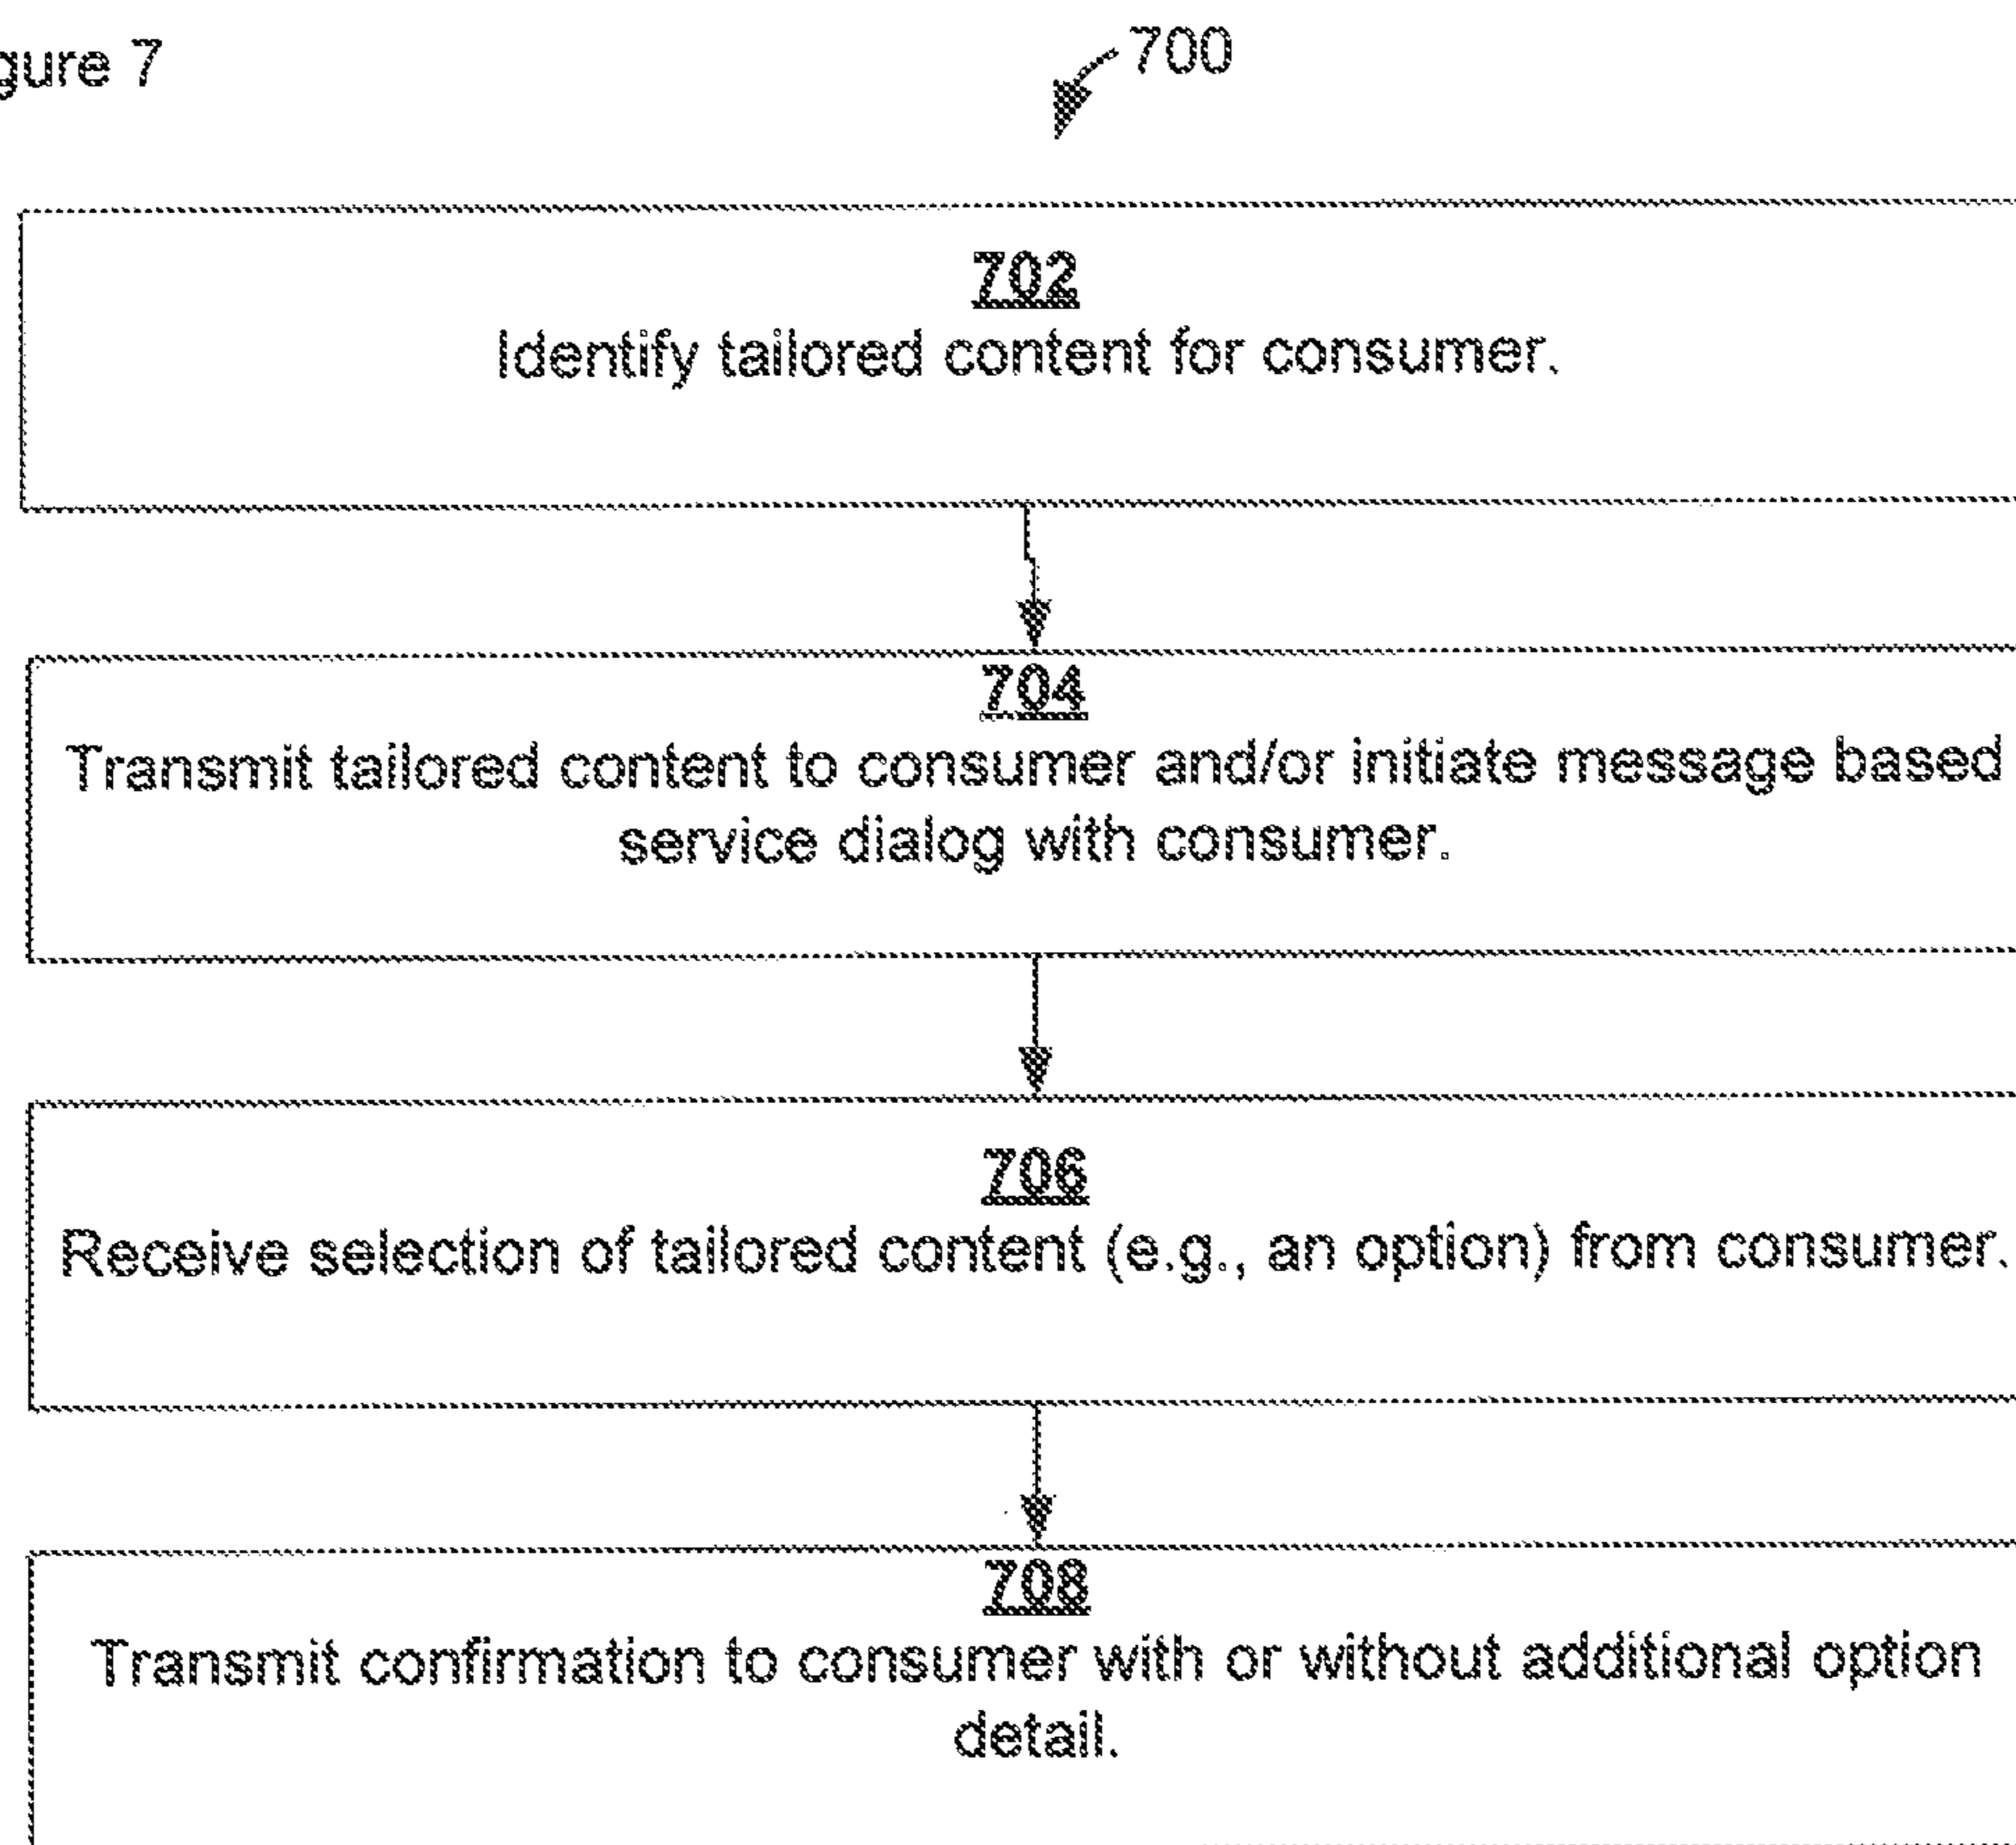 gure 7
700
702
Identify tailored content for consumer.
704
Transmit tailored content to consumer and/or initiate message based
service dialog with consumer.
706
Receive selection of tailored content (e.g., an option) from consumer.
708
Transmit confirmation to consumer with or without additional option
detail.